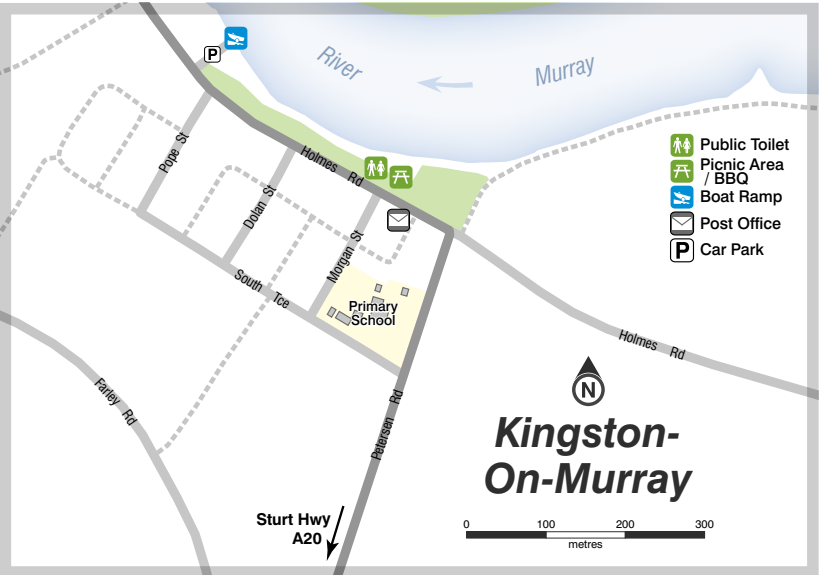 P
River
Murray
Pope St
Holmes Rd
Dolan St
Morgan St
South Tce
Primary
School
Farley Rd
Petersen Rd
Holmes Rd
Sturt Hwy
A20
Public Toilet
Picnic Area
/ BBQ
Boat Ramp
Post Office
P Car Park
N
Kingston-
On-Murray
0 100 200 300
metres